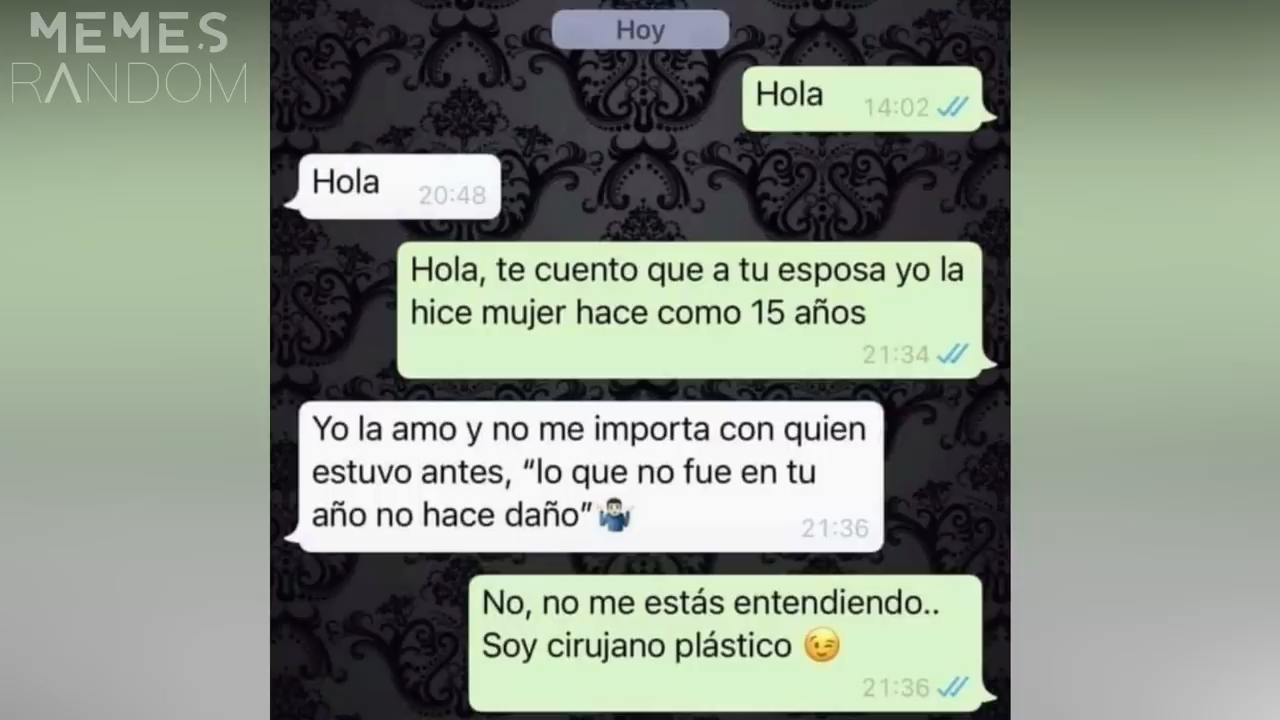 MEMES
RANDOM
Hoy
Hola
14:02
Hola
20:48
Hola, te cuento que a tu esposa yo la
hice mujer hace como 15 años
21:34
Yo la amo y no me importa con quien
estuvo antes, “lo que no fue en tu
año no hace daño”🤷🏻‍♂️
21:36
No, no me estás entendiendo..
Soy cirujano plástico 😉
21:36